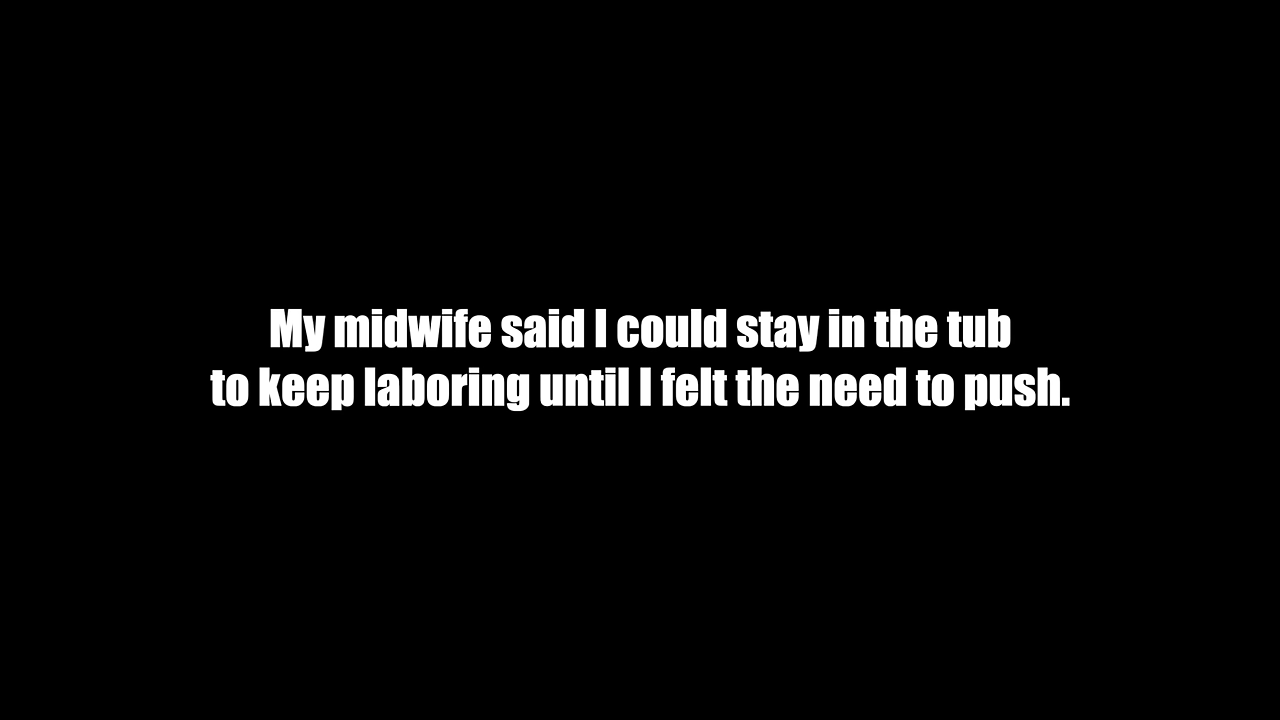 My midwife said I could stay in the tub
to keep laboring until I felt the need to push.